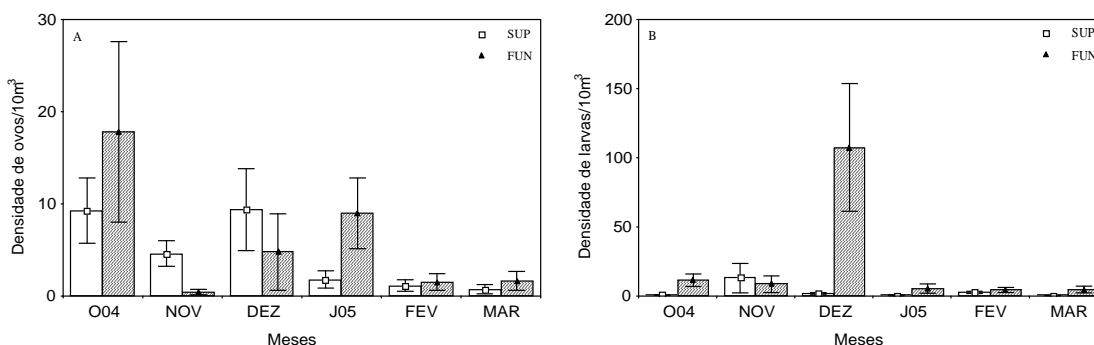 A
SUP
FUN
Densidade de ovos/10m³
30
20
10
0
O04 NOV DEZ J05 FEV MAR
Meses
B
SUP
FUN
Densidade de larvas/10m³
200
150
100
50
0
O04 NOV DEZ J05 FEV MAR
Meses